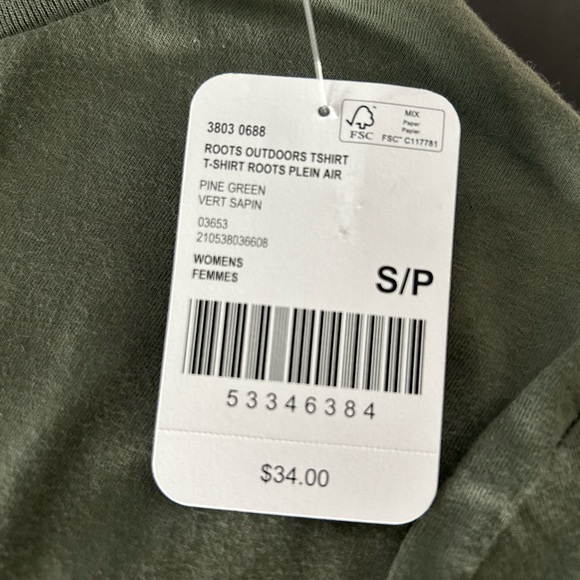 3803 0688
MIX
Paper
Papier
FSC™ C117781
FSC
ROOTS OUTDOORS TSHIRT
T-SHIRT ROOTS PLEIN AIR
PINE GREEN
VERT SAPIN
03653
210538036608
WOMENS
FEMMES
S/P
53346384
$34.00